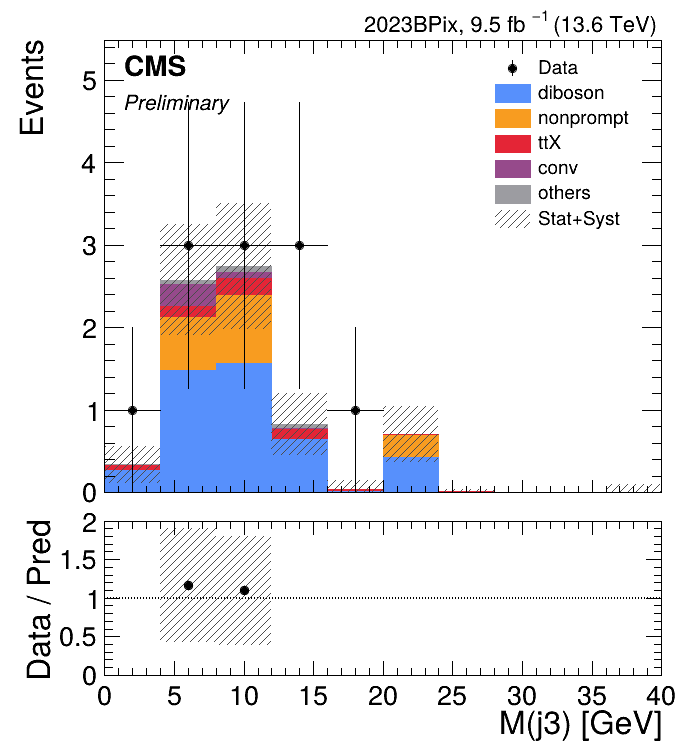 2023BPix, 9.5 fb⁻¹ (13.6 TeV)
CMS
Preliminary
Events
5
4
3
2
1
0
Data
diboson
nonprompt
ttX
conv
others
Stat+Syst
Data / Pred
2
1.5
1
0.5
0
0 5 10 15 20 25 30 35 40
M(j3) [GeV]